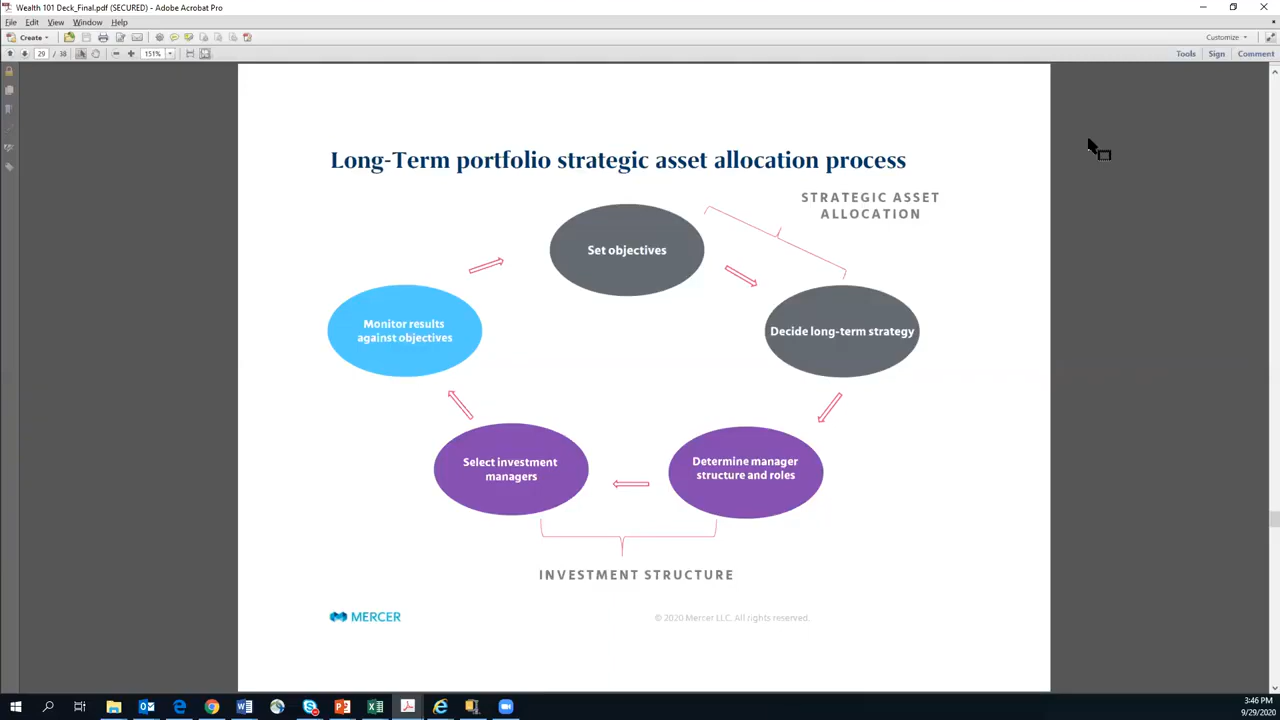 Wealth 101 Deck_Final.pdf (SECURED) - Adobe Acrobat Pro
File Edit View Window Help
Create Customize
29 / 38 151% Tools Sign Comment
Long-Term portfolio strategic asset allocation process
STRATEGIC ASSET
ALLOCATION
Set objectives
Decide long-term strategy
Monitor results
against objectives
Determine manager
structure and roles
Select investment
managers
INVESTMENT STRUCTURE
MERCER
© 2020 Mercer LLC. All rights reserved.
3:46 PM
9/29/2020